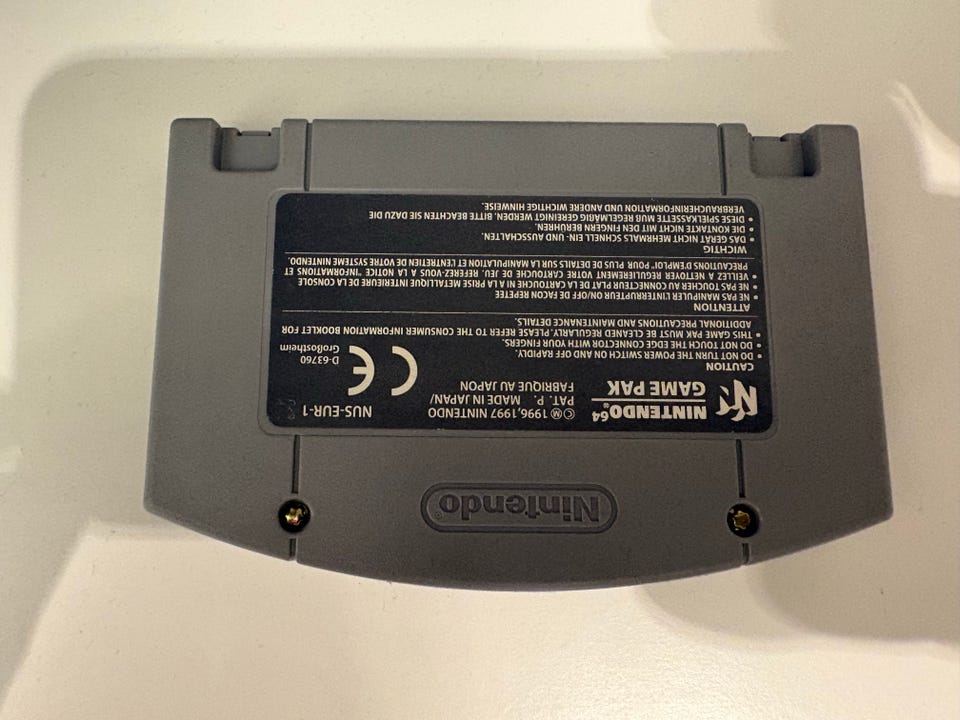 Nintendo®
NINTENDO64®
GAME PAK
©Ⓜ 1996,1997 NINTENDO
PAT. P. MADE IN JAPAN/
FABRIQUE AU JAPON
NUS-EUR-1
CE
D-63760
Großostheim
CAUTION
• DO NOT TURN THE POWER SWITCH ON AND OFF RAPIDLY.
• DO NOT TOUCH THE EDGE CONNECTOR WITH YOUR FINGERS.
• THIS GAME PAK MUST BE CLEANED REGULARLY. PLEASE REFER TO THE CONSUMER INFORMATION BOOKLET FOR
ADDITIONAL PRECAUTIONS AND MAINTENANCE DETAILS.
ATTENTION
• NE PAS MANIPULER L'INTERRUPTEUR ON/OFF DE FACON REPETEE
• NE PAS TOUCHER AU CONNECTEUR PLAT DE LA CARTOUCHE NI A LA PRISE METALLIQUE INTERIEURE DE LA CONSOLE
• VEILLEZ A NETTOYER REGULIEREMENT VOTRE CARTOUCHE DE JEU. REFEREZ-VOUS A LA NOTICE "INFORMATIONS ET
PRECAUTIONS D'EMPLOI" POUR PLUS DE DETAILS SUR LA MANIPULATION ET L'ENTRETIEN DE VOTRE SYSTEME NINTENDO.
WICHTIG
• DAS GERÄT NICHT MEHRMALS SCHNELL EIN- UND AUSSCHALTEN.
• DIE KONTAKTE NICHT MIT DEN FINGERN BERÜHREN.
• DIESE SPIELKASSETTE MUß REGELMÄßIG GEREINIGT WERDEN. BITTE BEACHTEN SIE DAZU DIE
VERBRAUCHERINFORMATION UND ANDERE WICHTIGE HINWEISE.